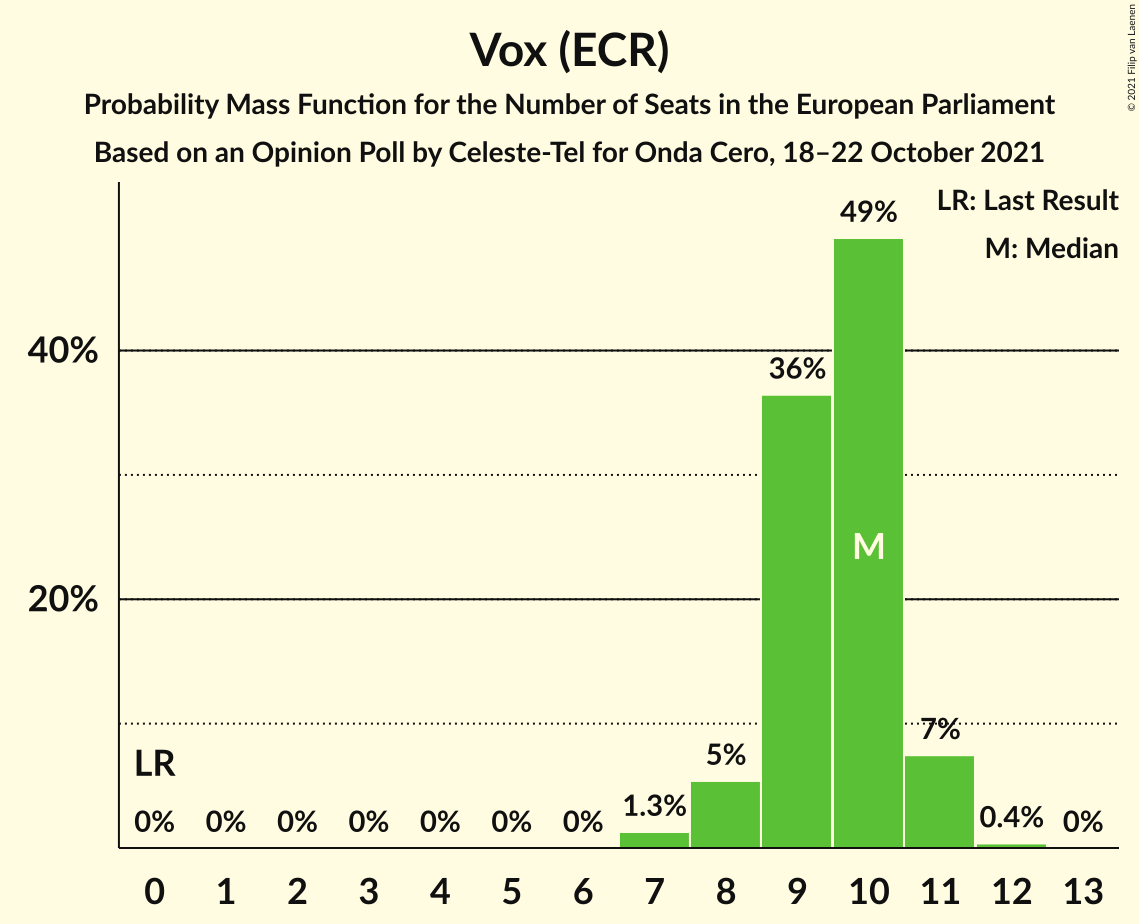 Vox (ECR)
Probability Mass Function for the Number of Seats in the European Parliament
Based on an Opinion Poll by Celeste-Tel for Onda Cero, 18–22 October 2021
© 2021 Filip van Laenen
LR: Last Result
M: Median
49%
40%
36%
M
20%
7%
LR
5%
1.3%
0% 0% 0% 0% 0% 0% 0% 0.4% 0%
0 1 2 3 4 5 6 7 8 9 10 11 12 13